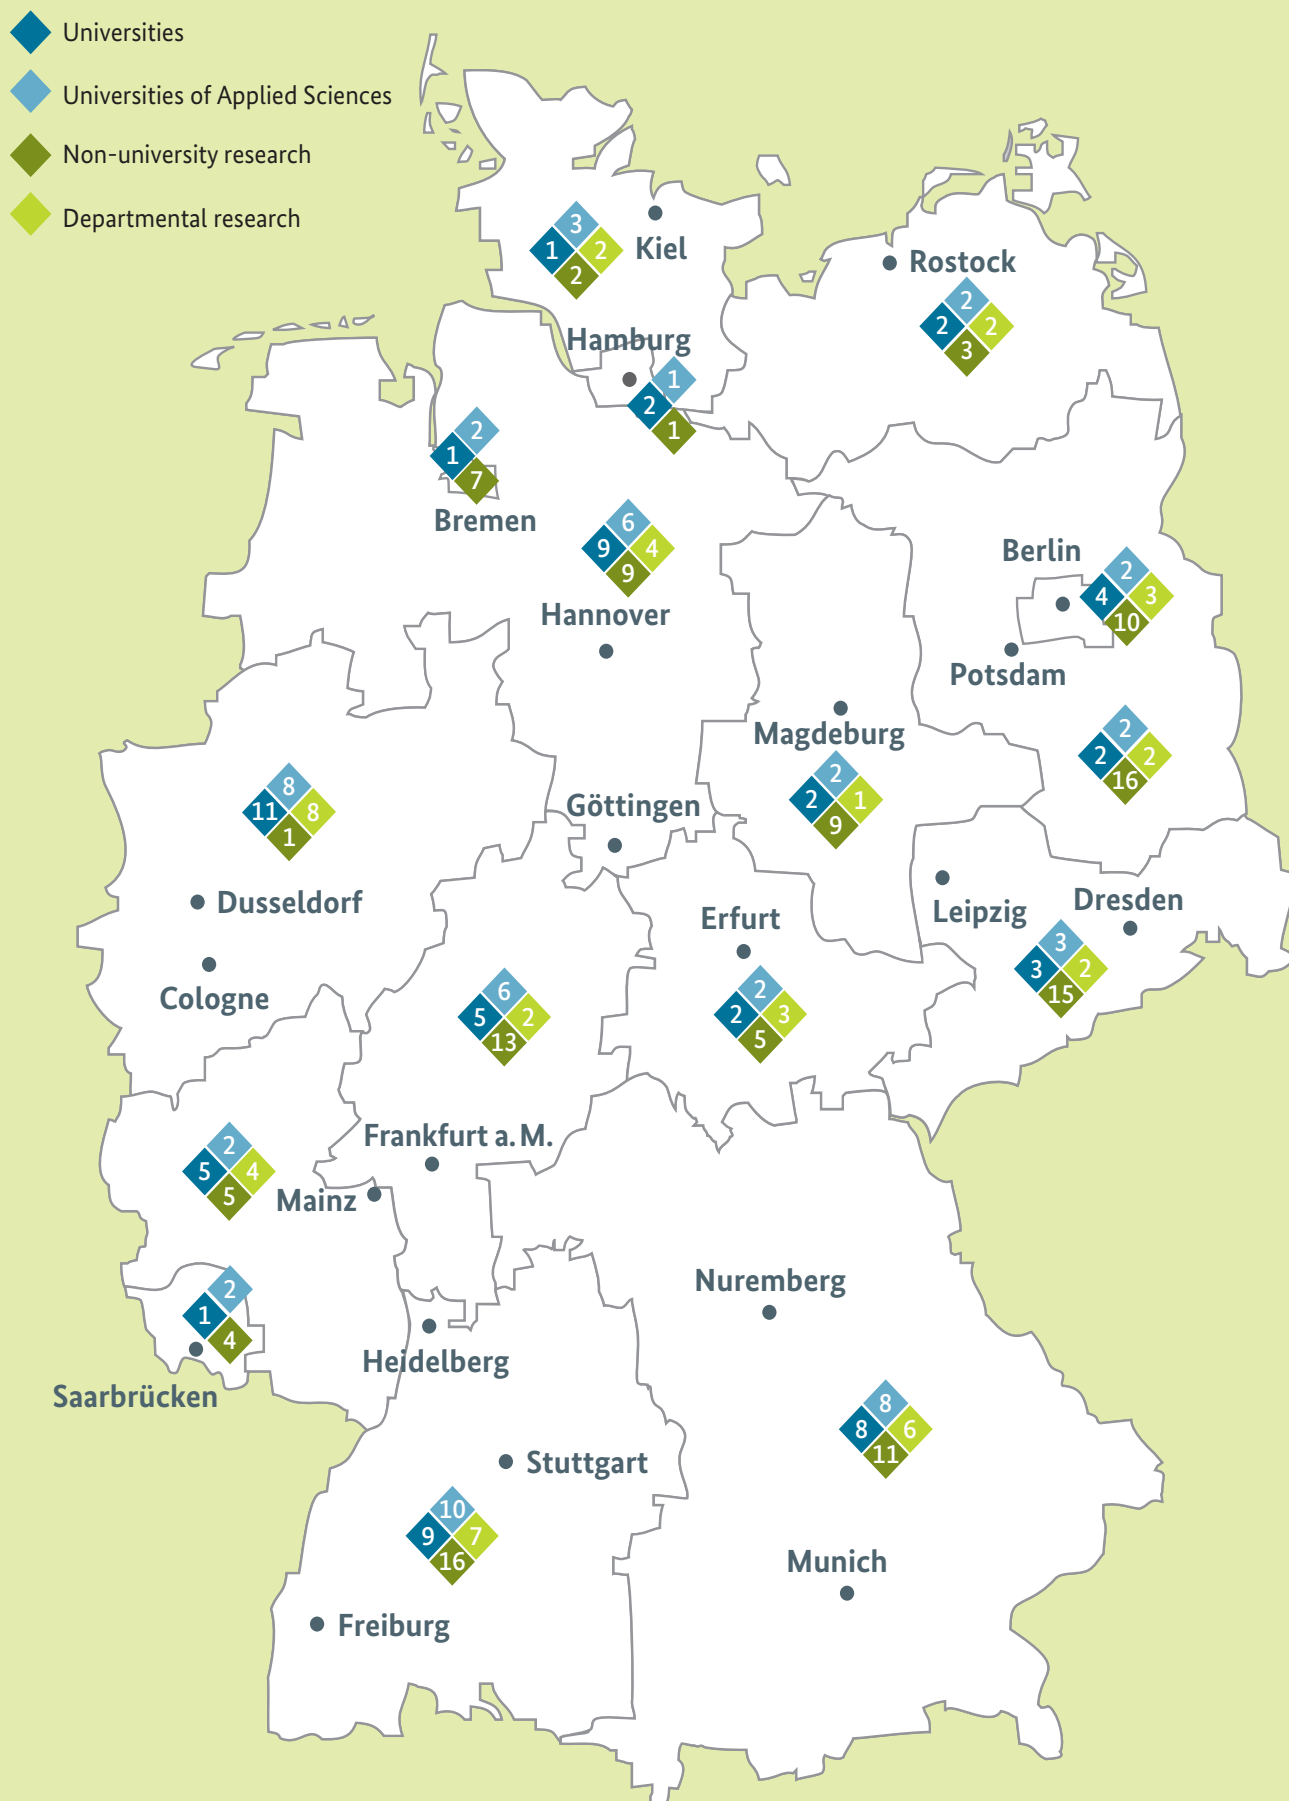 Universities
Universities of Applied Sciences
Non-university research
Departmental research
3
1
2
2
Kiel
Rostock
2
2
2
3
Hamburg
1
2
1
2
1
7
Bremen
6
9
4
9
Hannover
Berlin
2
4
3
10
Potsdam
2
2
2
16
Magdeburg
2
2
1
9
8
11
8
1
Göttingen
Dusseldorf
Cologne
Erfurt
2
2
3
5
Leipzig
Dresden
3
3
2
15
6
5
2
13
Frankfurt a. M.
2
5
4
5
Mainz
2
1
4
Saarbrücken
Heidelberg
Nuremberg
8
8
6
11
Stuttgart
10
9
7
16
Munich
Freiburg